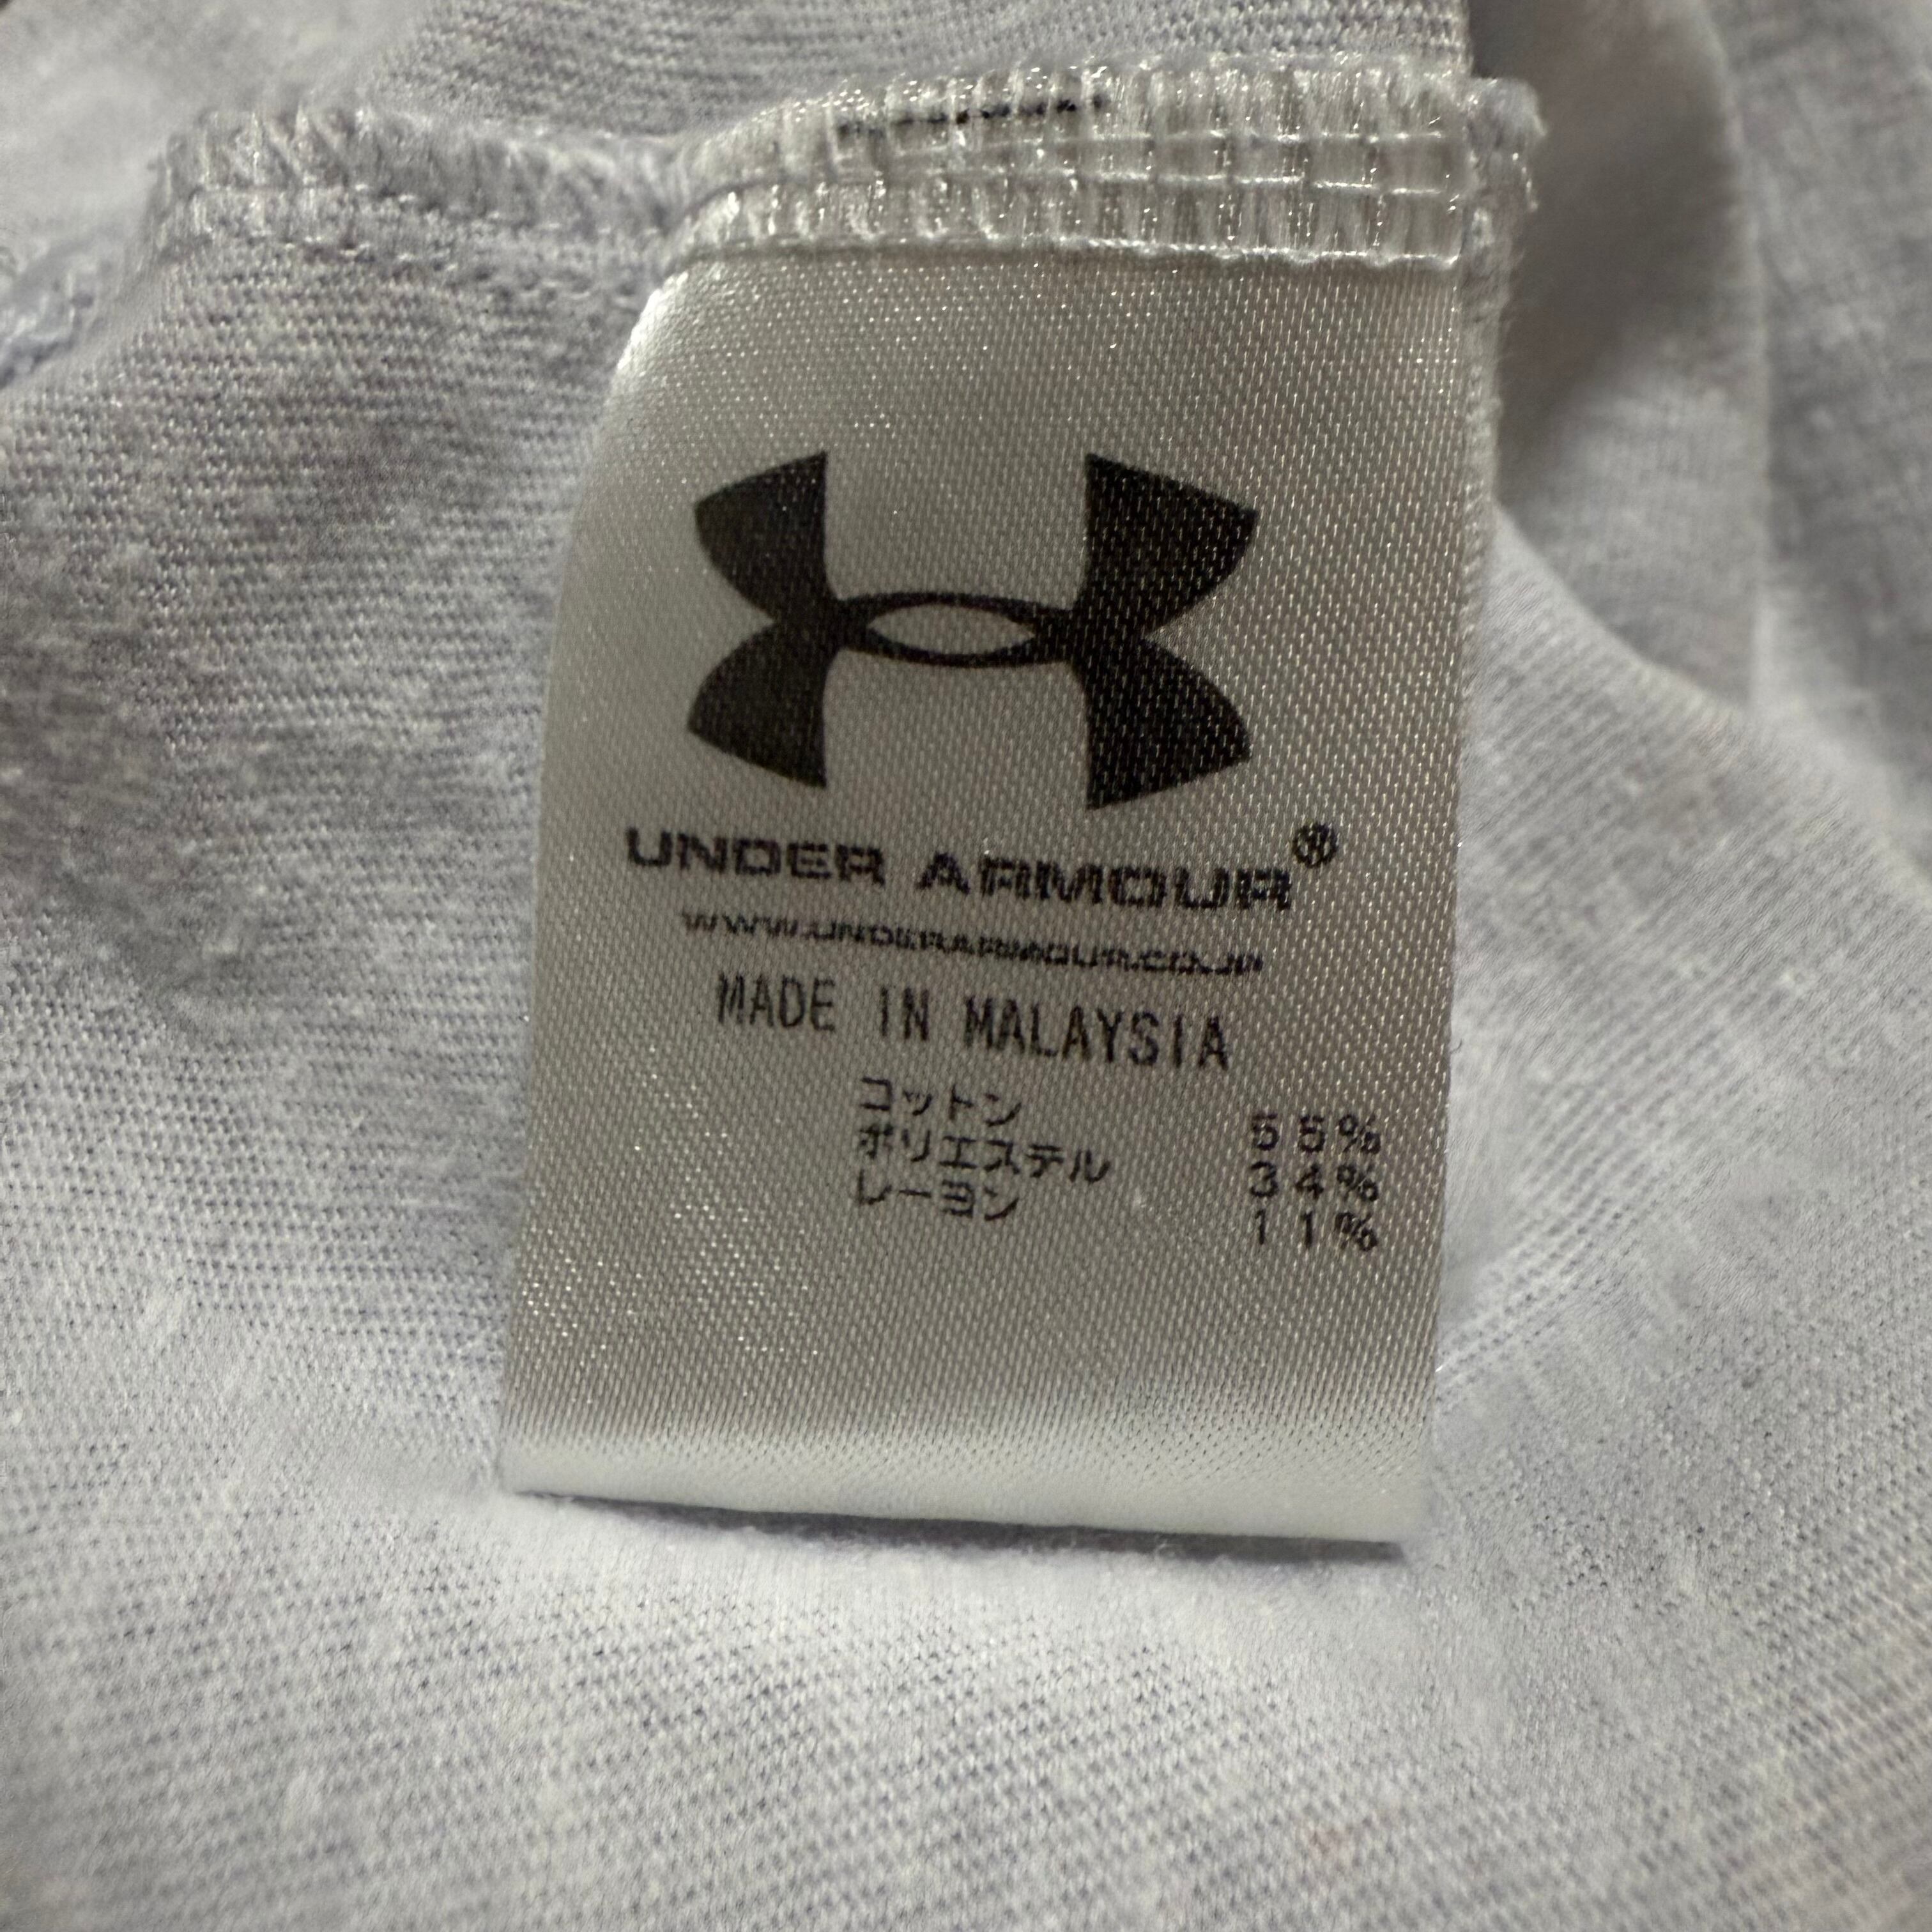 UNDER ARMOUR®
WWW.UNDERARMOUR.CO.JP
MADE IN MALAYSIA
コットン 55%
ポリエステル 34%
レーヨン 11%